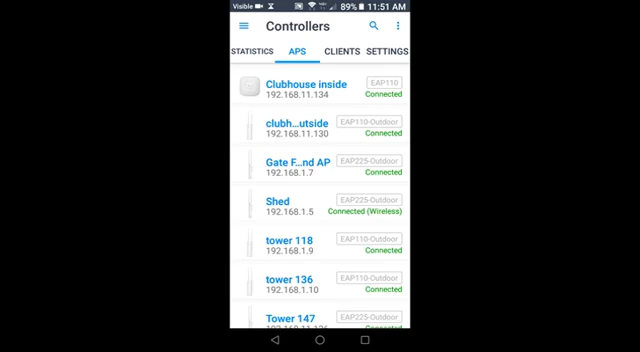 Visible 89% 11:51 AM
Controllers
STATISTICS APS CLIENTS SETTINGS
Clubhouse inside EAP110
192.168.11.134 Connected
clubh...utside EAP110-Outdoor
192.168.11.130 Connected
Gate F...nd AP EAP225-Outdoor
192.168.1.7 Connected
Shed EAP225-Outdoor
192.168.1.5 Connected (Wireless)
tower 118 EAP110-Outdoor
192.168.1.9 Connected
tower 136 EAP110-Outdoor
192.168.1.10 Connected
Tower 147 EAP225-Outdoor
Connected